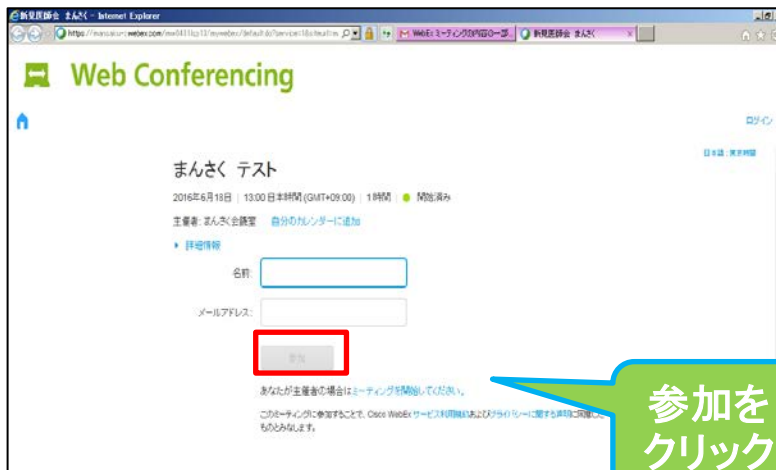 新見医師会 まんさく - Internet Explorer
WebEx ミーティングの内容の一部...
新見医師会 まんさく
Web Conferencing
ログイン
日本語 : 東京時間
まんさく テスト
2016年6月18日 | 13:00 日本時間 (GMT+09:00) | 1 時間 | 開始済み
主催者: まんさく会議室 自分のカレンダーに追加
詳細情報
名前:
メールアドレス:
参加
あなたが主催者の場合はミーティングを開始してください。
このミーティングに参加することで、Cisco WebEx サービス利用規約およびプライバシーに関する声明に同意した
ものとみなします。
参加を
クリック